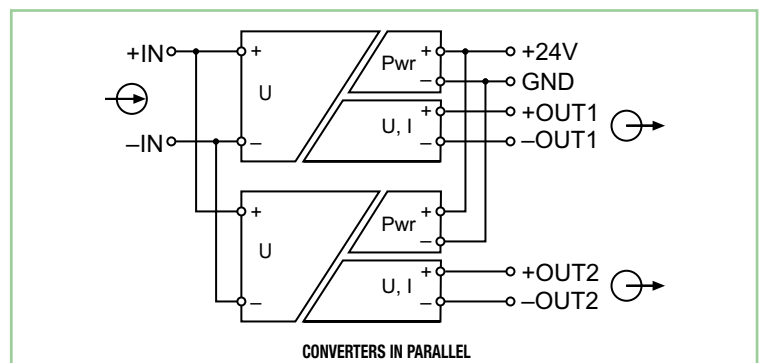 +IN
–IN
+
U
–
Pwr
+
–
U, I
+
–
+24V
GND
+OUT1
–OUT1
+
U
–
Pwr
+
–
U, I
+
–
+OUT2
–OUT2
CONVERTERS IN PARALLEL